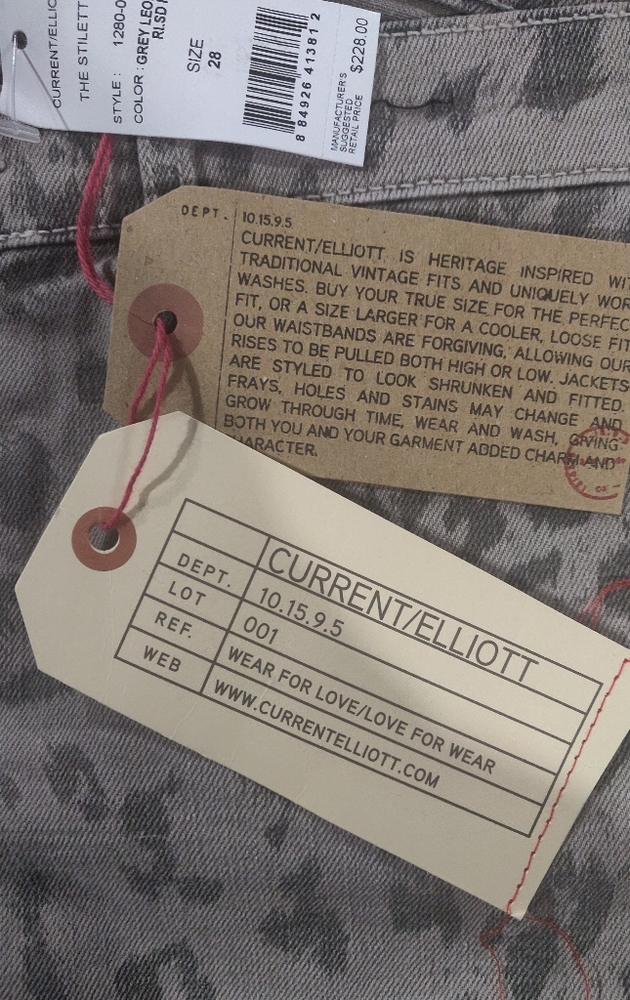 CURRENT/ELLIO
THE STILETT
STYLE : 1280-0
COLOR : GREY LEO
RLSD
SIZE
28
8 84926 41381 2
MANUFACTURER'S
SUGGESTED
RETAIL PRICE
$228.00
DEPT. 10.15.9.5
CURRENT/ELLIOTT IS HERITAGE INSPIRED WIT
TRADITIONAL VINTAGE FITS AND UNIQUELY WOR
WASHES. BUY YOUR TRUE SIZE FOR THE PERFEC
FIT, OR A SIZE LARGER FOR A COOLER, LOOSE FIT
OUR WAISTBANDS ARE FORGIVING, ALLOWING OUR
RISES TO BE PULLED BOTH HIGH OR LOW. JACKETS
ARE STYLED TO LOOK SHRUNKEN AND FITTED.
FRAYS, HOLES AND STAINS MAY CHANGE AND
GROW THROUGH TIME, WEAR AND WASH, GIVING
BOTH YOU AND YOUR GARMENT ADDED CHARM AND
HARACTER.
CURRENT/ELLIOTT
DEPT. 10.15.9.5
LOT 001
REF. WEAR FOR LOVE/LOVE FOR WEAR
WEB WWW.CURRENTELLIOTT.COM